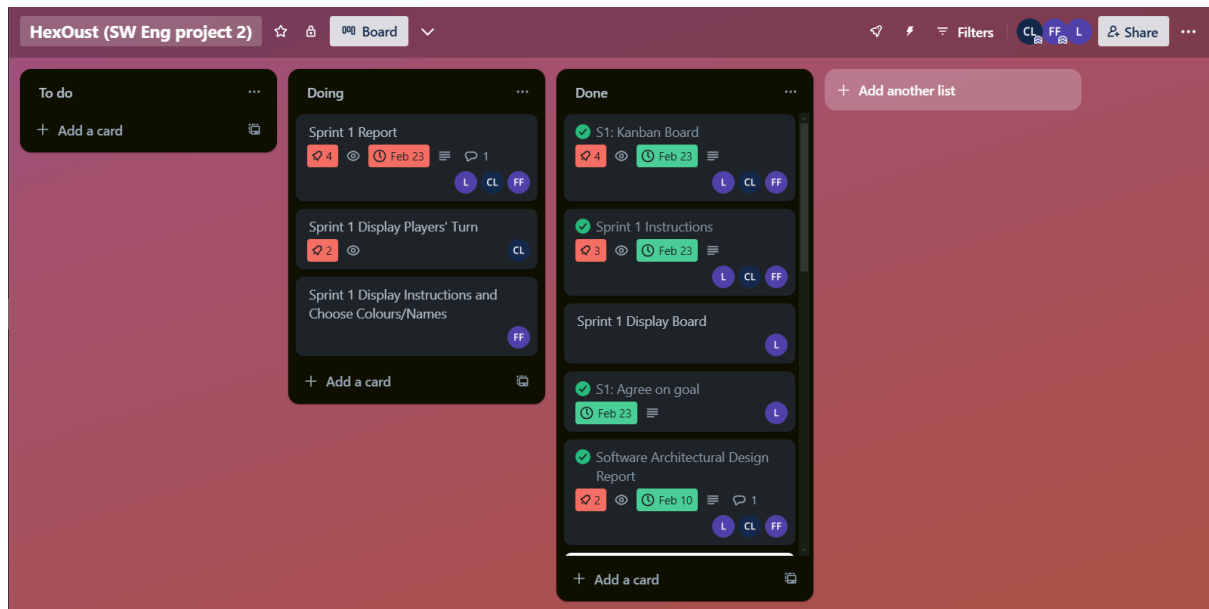 HexOust (SW Eng project 2)
Board
Filters
CL
FF
L
Share
To do
Add a card
Doing
Sprint 1 Report
4
Feb 23
1
L CL FF
Sprint 1 Display Players' Turn
2
CL
Sprint 1 Display Instructions and
Choose Colours/Names
FF
Add a card
Done
S1: Kanban Board
4
Feb 23
L CL FF
Sprint 1 Instructions
3
Feb 23
L CL FF
Sprint 1 Display Board
L
S1: Agree on goal
Feb 23
L
Software Architectural Design
Report
2
Feb 10
1
L CL FF
Add a card
Add another list